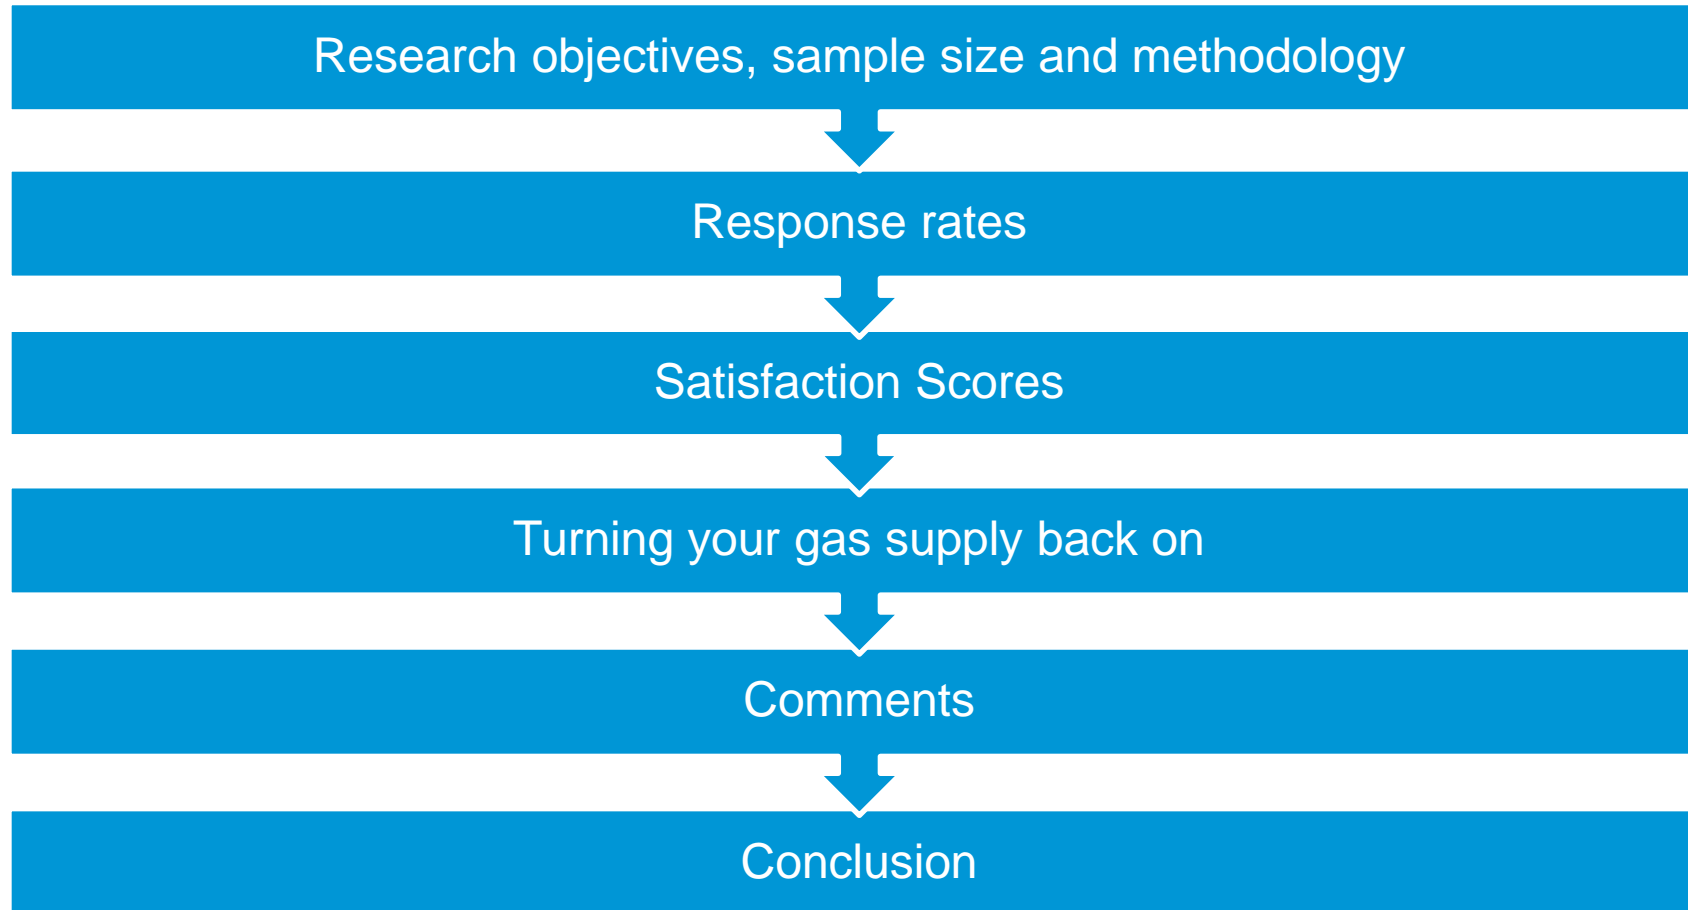 Research objectives, sample size and methodology
Response rates
Satisfaction Scores
Turning your gas supply back on
Comments
Conclusion